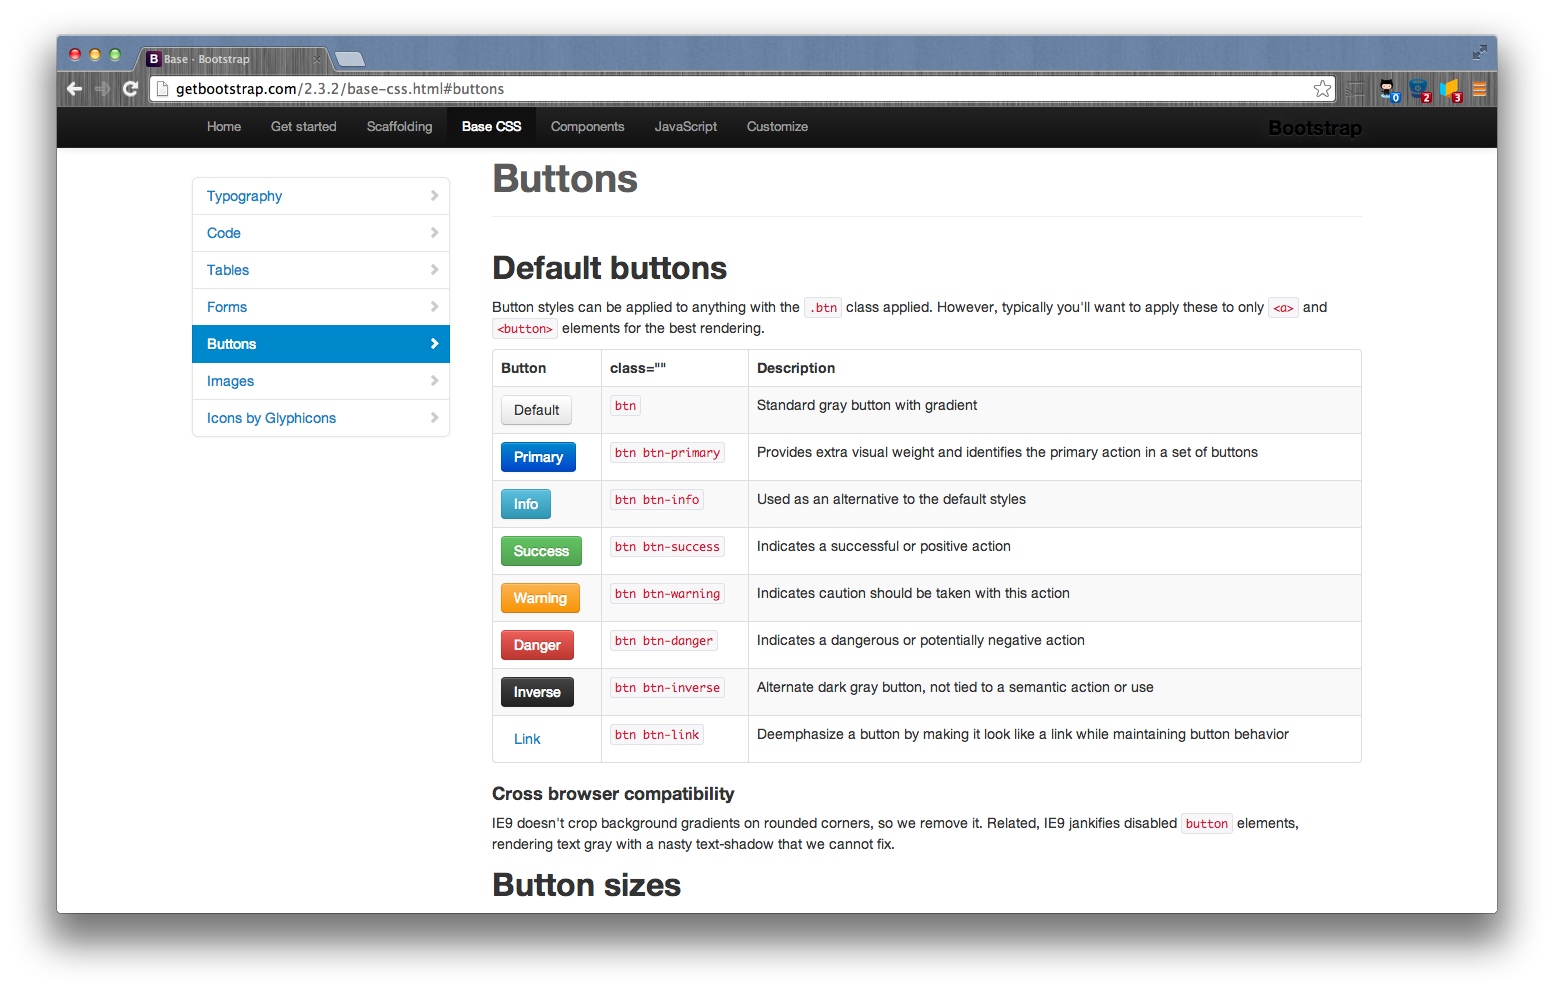 Base · Bootstrap
getbootstrap.com/2.3.2/base-css.html#buttons
0 2 3
Home Get started Scaffolding Base CSS Components JavaScript Customize Bootstrap
Typography
Code
Tables
Forms
Buttons
Images
Icons by Glyphicons
Buttons
Default buttons
Button styles can be applied to anything with the .btn class applied. However, typically you'll want to apply these to only <a> and
<button> elements for the best rendering.
Button class="" Description
Default btn Standard gray button with gradient
Primary btn btn-primary Provides extra visual weight and identifies the primary action in a set of buttons
Info btn btn-info Used as an alternative to the default styles
Success btn btn-success Indicates a successful or positive action
Warning btn btn-warning Indicates caution should be taken with this action
Danger btn btn-danger Indicates a dangerous or potentially negative action
Inverse btn btn-inverse Alternate dark gray button, not tied to a semantic action or use
Link btn btn-link Deemphasize a button by making it look like a link while maintaining button behavior
Cross browser compatibility
IE9 doesn't crop background gradients on rounded corners, so we remove it. Related, IE9 jankifies disabled button elements,
rendering text gray with a nasty text-shadow that we cannot fix.
Button sizes